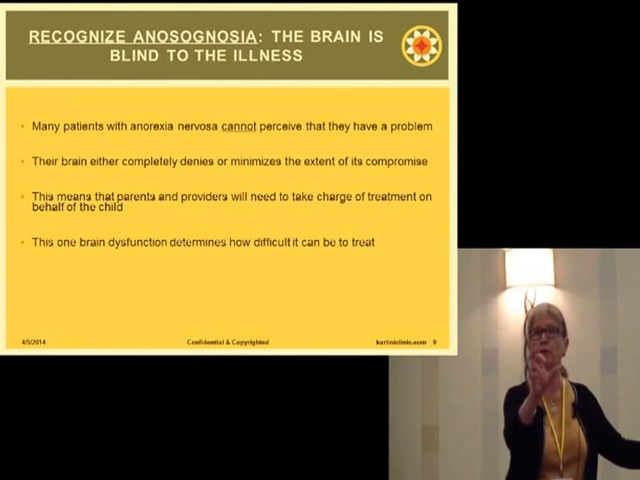 RECOGNIZE ANOSOGNOSIA: THE BRAIN IS
BLIND TO THE ILLNESS
Many patients with anorexia nervosa cannot perceive that they have a problem
Their brain either completely denies or minimizes the extent of its compromise
This means that parents and providers will need to take charge of treatment on
behalf of the child
This one brain dysfunction determines how difficult it can be to treat
4/9/2014 Confidential & Copyrighted kartiniclinic.com 9